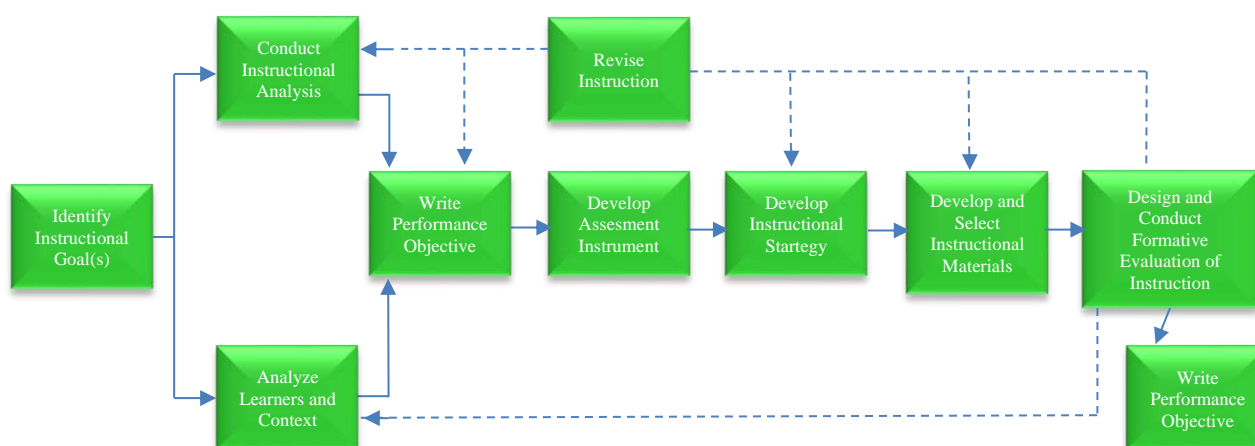 Conduct
Instructional
Analysis
Revise
Instruction
Identify
Instructional
Goal(s)
Write
Performance
Objective
Develop
Assesment
Instrument
Develop
Instructional
Startegy
Develop and
Select
Instructional
Materials
Design and
Conduct
Formative
Evaluation of
Instruction
Analyze
Learners and
Context
Write
Performance
Objective